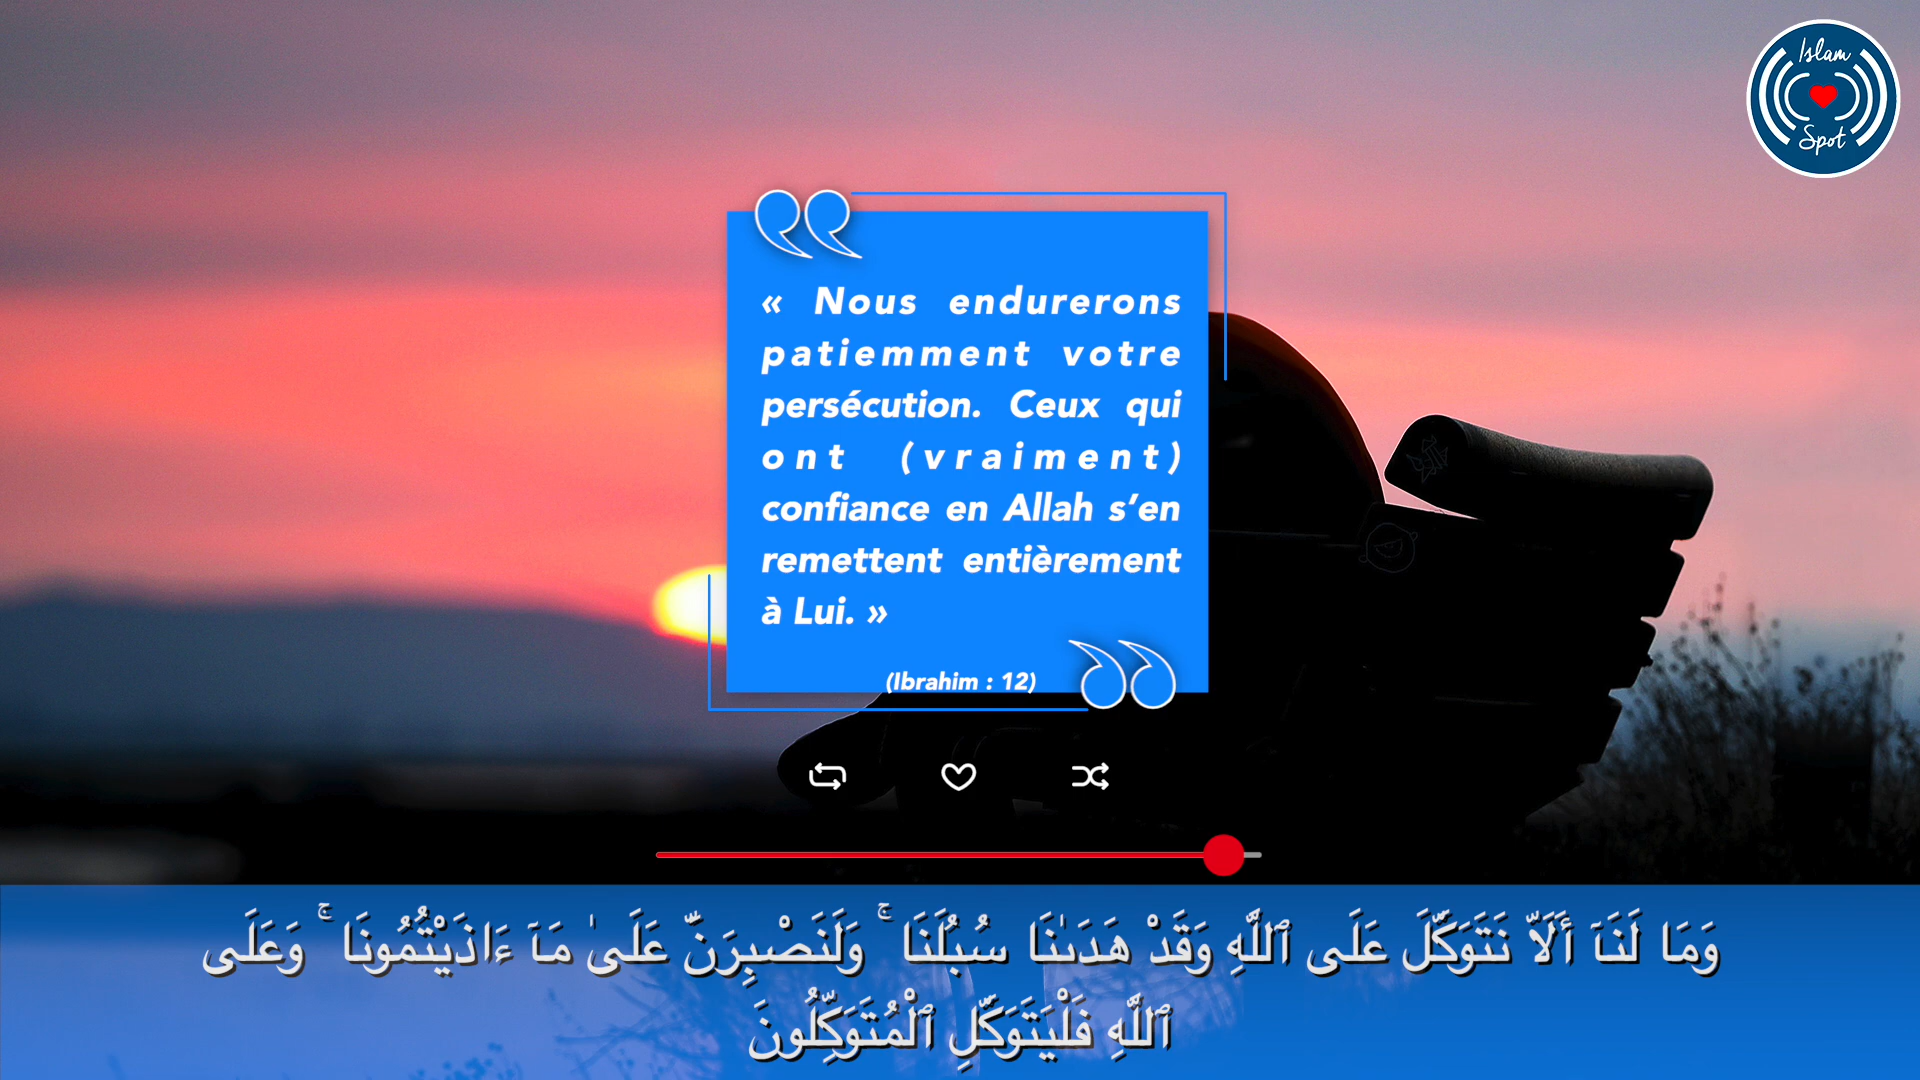 Islam
Spot
« Nous endurerons
patiemment votre
persécution. Ceux qui
ont (vraiment)
confiance en Allah s’en
remettent entièrement
à Lui. »
(Ibrahim : 12)
وَمَا لَنَآ أَلَّا نَتَوَكَّلَ عَلَى ٱللَّهِ وَقَدْ هَدَىٰنَا سُبُلَنَا ۚ وَلَنَصْبِرَنَّ عَلَىٰ مَآ ءَاذَيْتُمُونَا ۚ وَعَلَى
ٱللَّهِ فَلْيَتَوَكَّلِ ٱلْمُتَوَكِّلُونَ